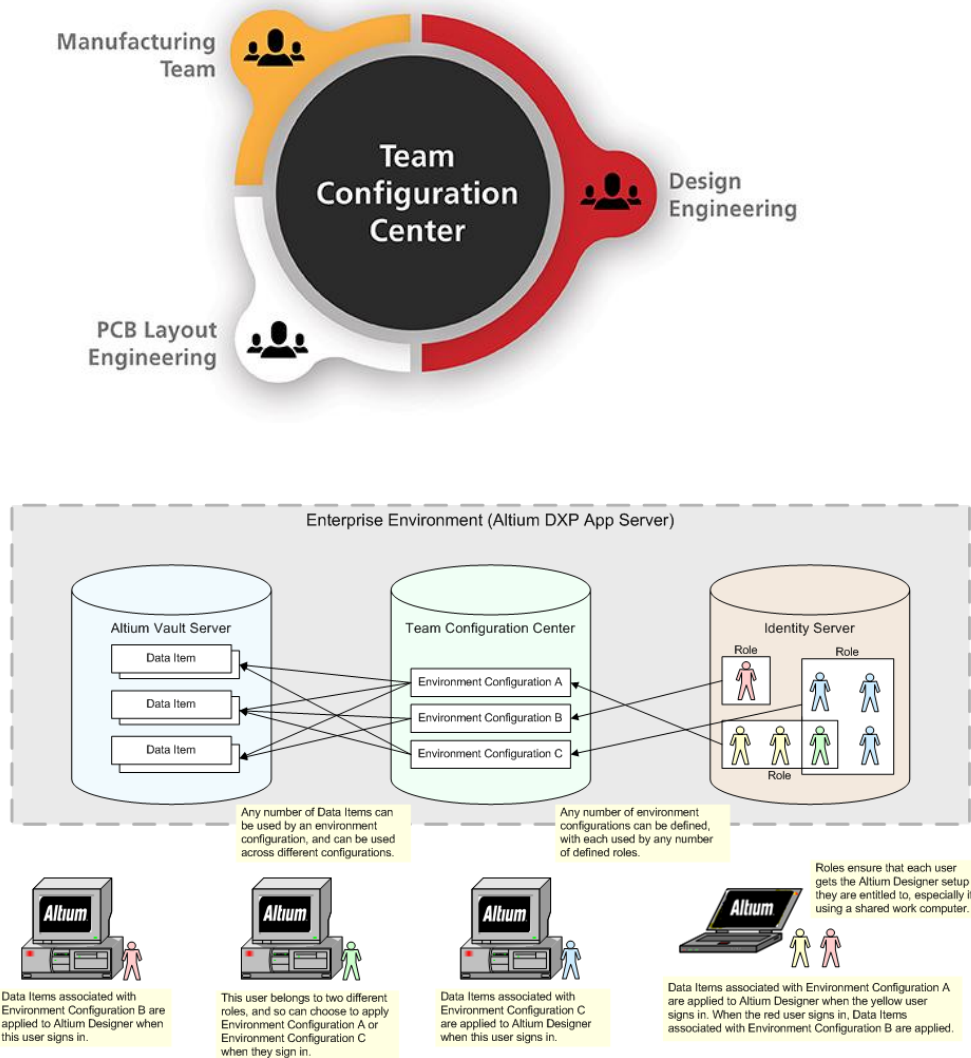 Manufacturing
Team
Team
Configuration
Center
Design
Engineering
PCB Layout
Engineering
Enterprise Environment (Altium DXP App Server)
Altium Vault Server
Data Item
Data Item
Data Item
Team Configuration Center
Environment Configuration A
Environment Configuration B
Environment Configuration C
Identity Server
Role
Role
Role
Any number of Data Items can
be used by an environment
configuration, and can be used
across different configurations.
Any number of environment
configurations can be defined,
with each used by any number
of defined roles.
Roles ensure that each user
gets the Altium Designer setup
they are entitled to, especially if
using a shared work computer.
Altium
Altium
Altium
Altium
Data Items associated with
Environment Configuration B are
applied to Altium Designer when
this user signs in.
This user belongs to two different
roles, and so can choose to apply
Environment Configuration A or
Environment Configuration C
when they sign in.
Data Items associated with
Environment Configuration C
are applied to Altium Designer
when this user signs in.
Data Items associated with Environment Configuration A
are applied to Altium Designer when the yellow user
signs in. When the red user signs in, Data Items
associated with Environment Configuration B are applied.